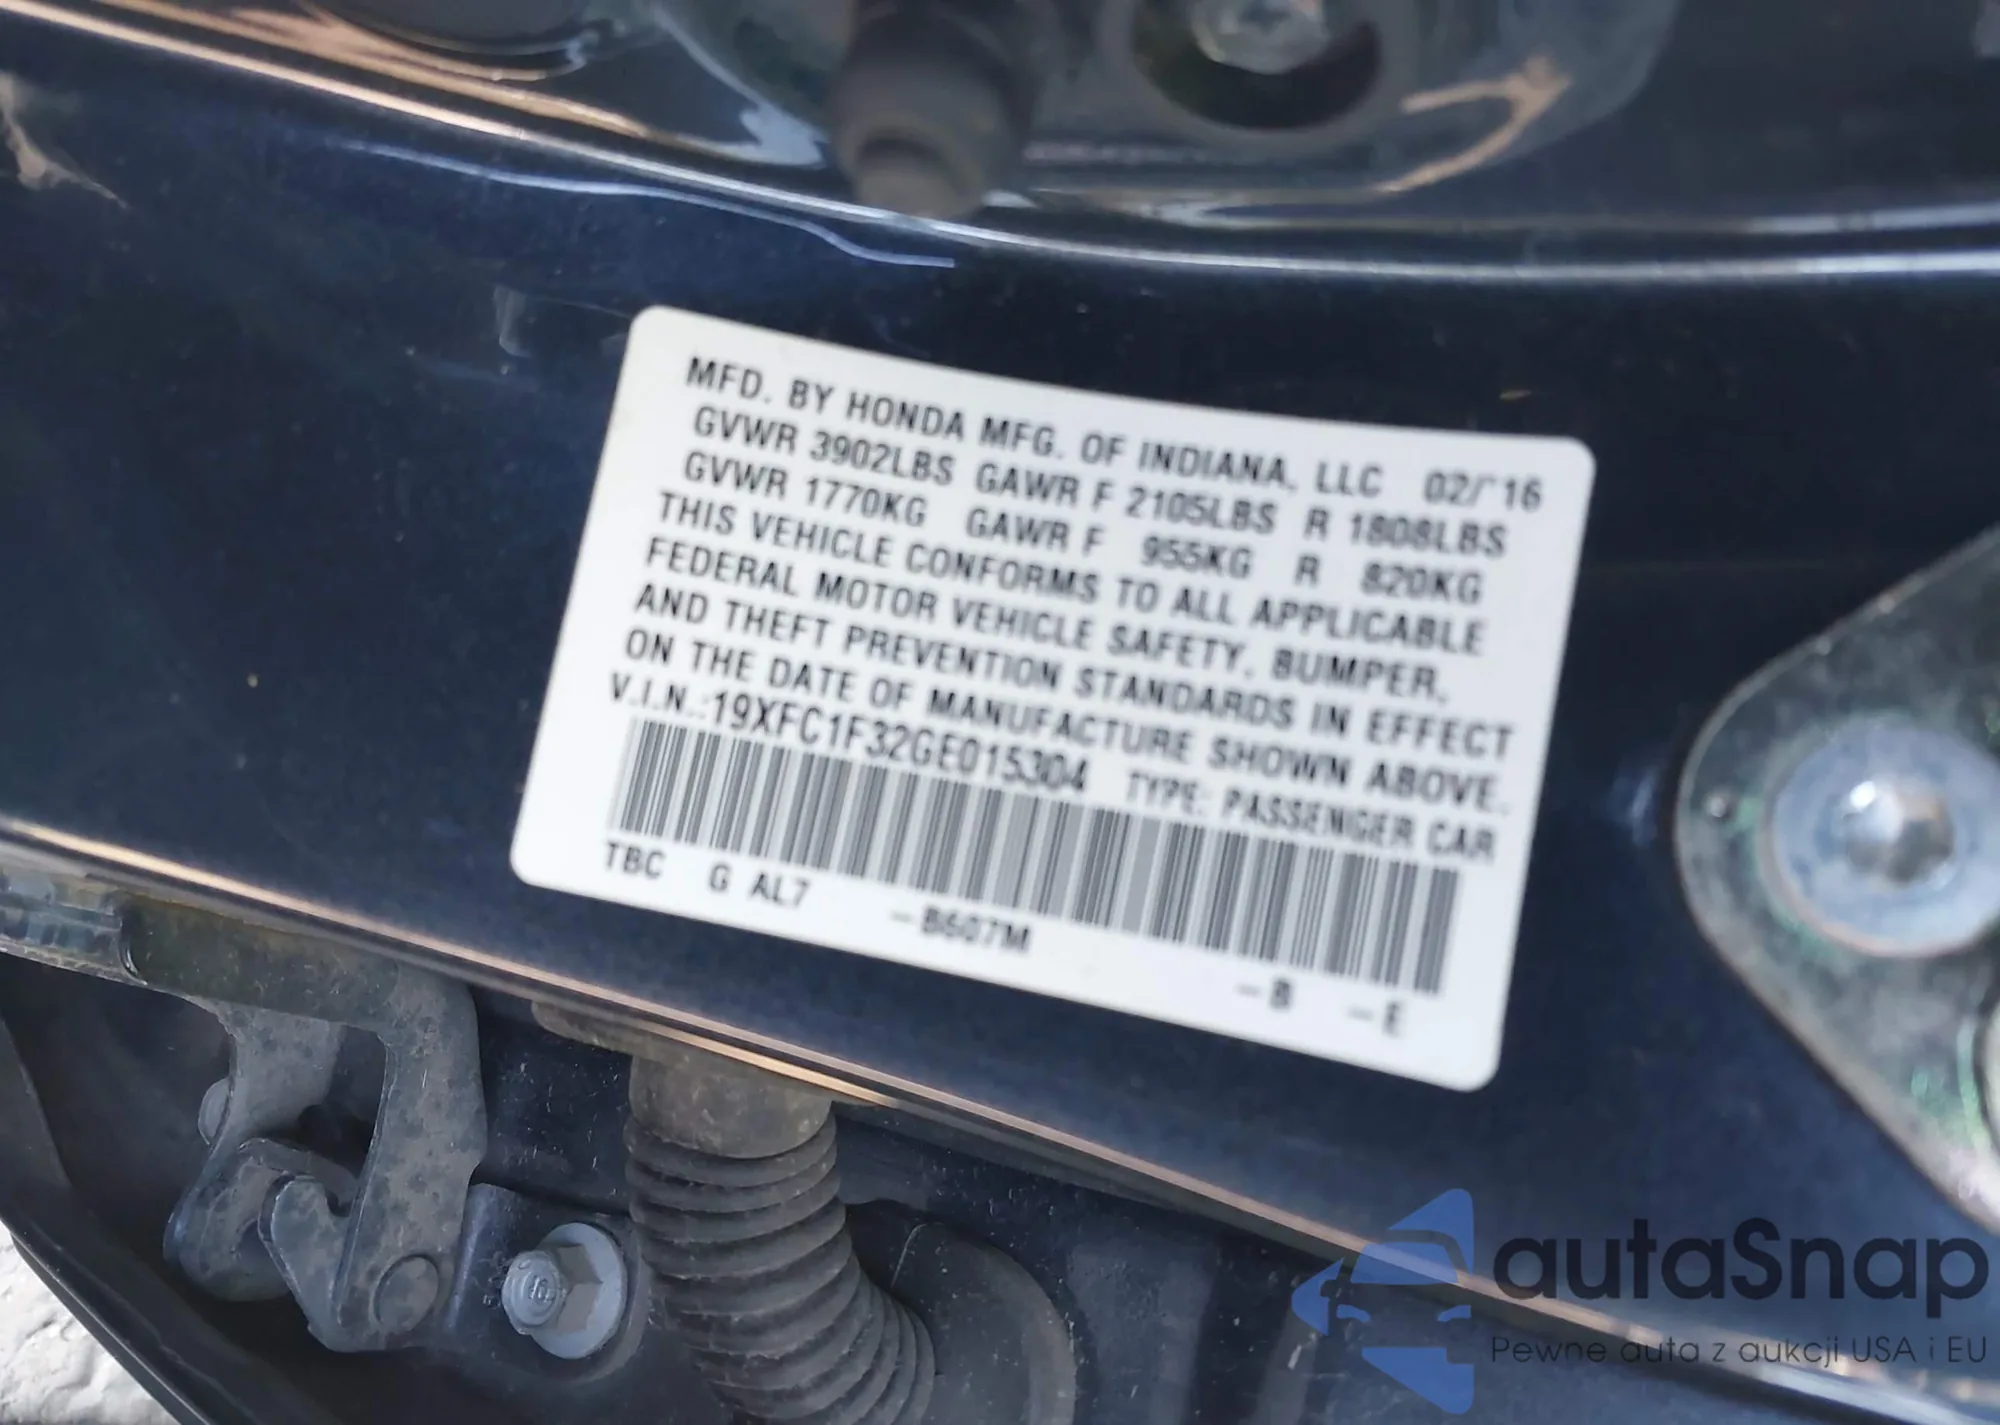 MFD. BY HONDA MFG. OF INDIANA, LLC 02/'16
GVWR 3902LBS GAWR F 2105LBS R 1808LBS
GVWR 1770KG GAWR F 955KG R 820KG
THIS VEHICLE CONFORMS TO ALL APPLICABLE
FEDERAL MOTOR VEHICLE SAFETY, BUMPER,
AND THEFT PREVENTION STANDARDS IN EFFECT
ON THE DATE OF MANUFACTURE SHOWN ABOVE.
V.I.N.:19XFC1F32GE015304 TYPE: PASSENGER CAR
TBC G AL7 -B607M -B -E
autaSnap
Pewne auta z aukcji USA i EU